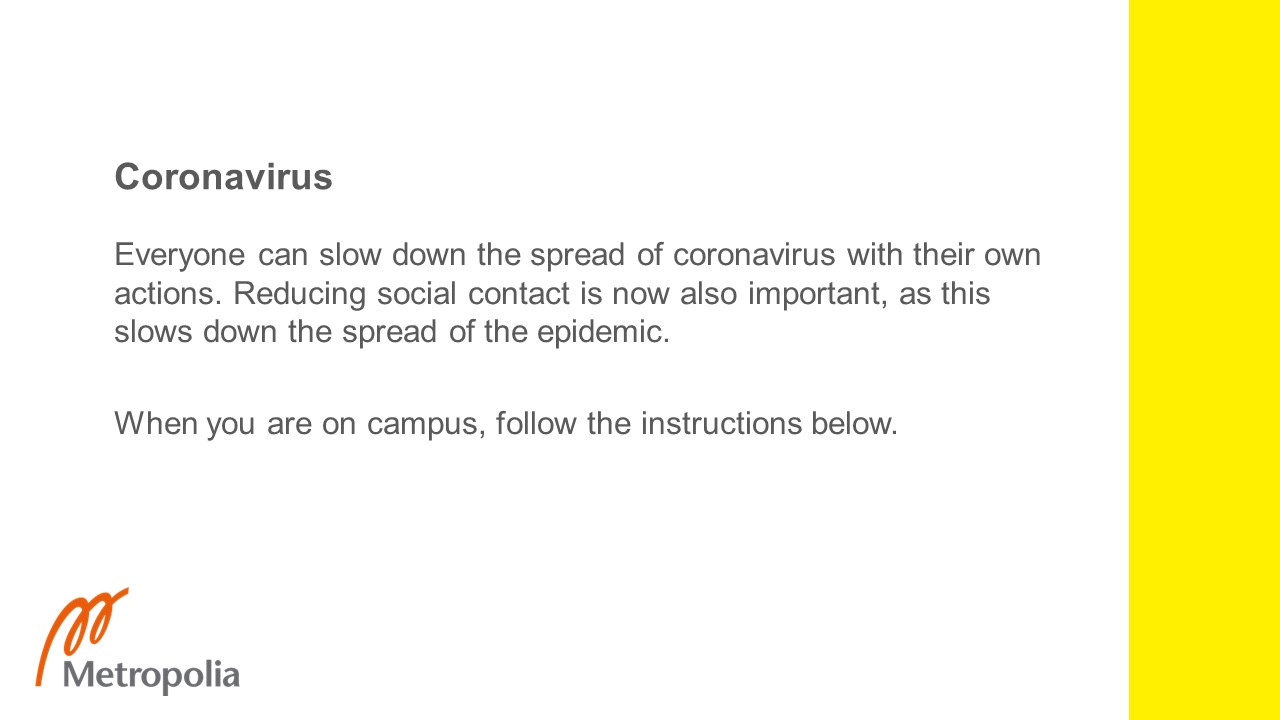 Coronavirus
Everyone can slow down the spread of coronavirus with their own
actions. Reducing social contact is now also important, as this
slows down the spread of the epidemic.
When you are on campus, follow the instructions below.
Metropolia